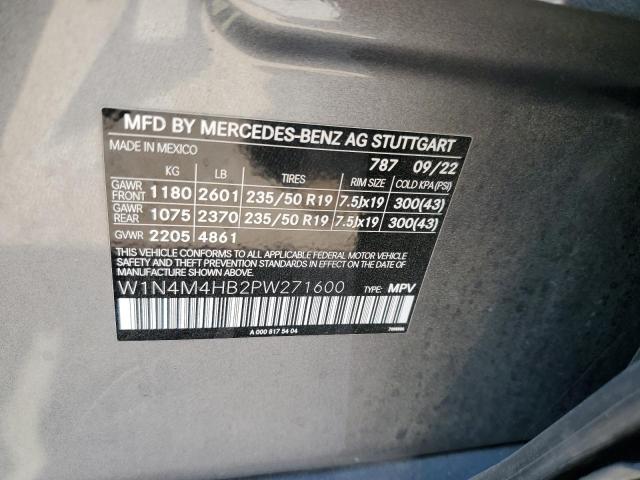 MFD BY MERCEDES-BENZ AG STUTTGART
MADE IN MEXICO 787 09/22
KG LB TIRES RIM SIZE COLD KPA (PSI)
GAWR FRONT 1180 2601 235/50 R19 7.5Jx19 300(43)
GAWR REAR 1075 2370 235/50 R19 7.5Jx19 300(43)
GVWR 2205 4861
THIS VEHICLE CONFORMS TO ALL APPLICABLE FEDERAL MOTOR VEHICLE
SAFETY AND THEFT PREVENTION STANDARDS IN EFFECT ON THE DATE
OF MANUFACTURE SHOWN ABOVE.
W1N4M4HB2PW271600 TYPE: MPV
A 000 817 54 04